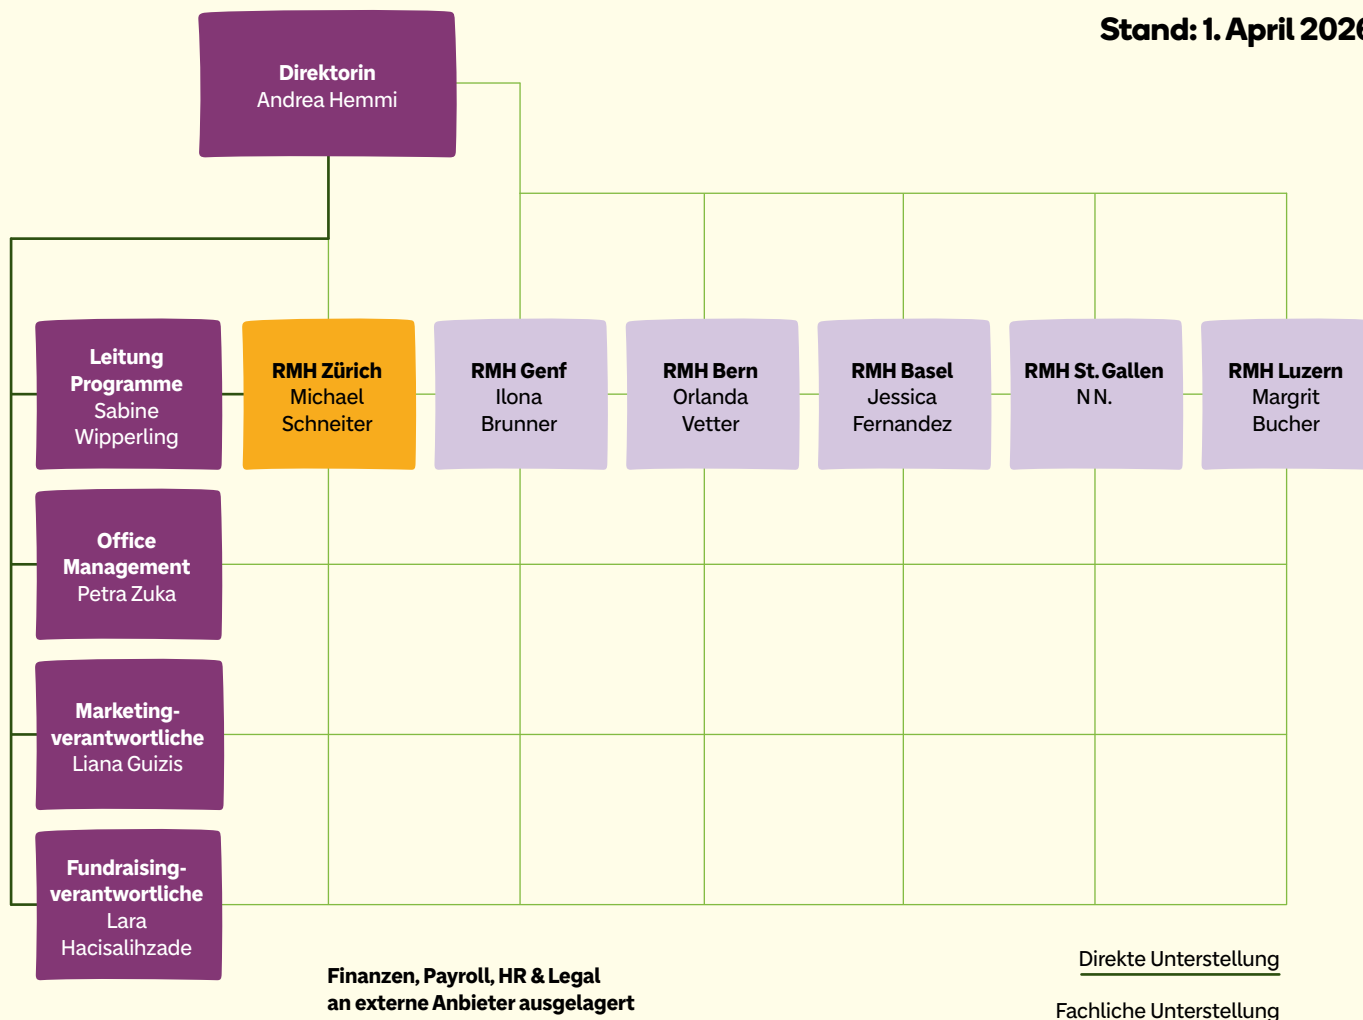 Stand: 1. April 2026
Direktorin
Andrea Hemmi
Leitung
Programme
Sabine
Wipperling
RMH Zürich
Michael
Schneiter
RMH Genf
Ilona
Brunner
RMH Bern
Orlanda
Vetter
RMH Basel
Jessica
Fernandez
RMH St. Gallen
NN.
RMH Luzern
Margrit
Bucher
Office
Management
Petra Zuka
Marketing-
verantwortliche
Liana Guizis
Fundraising-
verantwortliche
Lara
Hacisalihzade
Finanzen, Payroll, HR & Legal
an externe Anbieter ausgelagert
Direkte Unterstellung
Fachliche Unterstellung